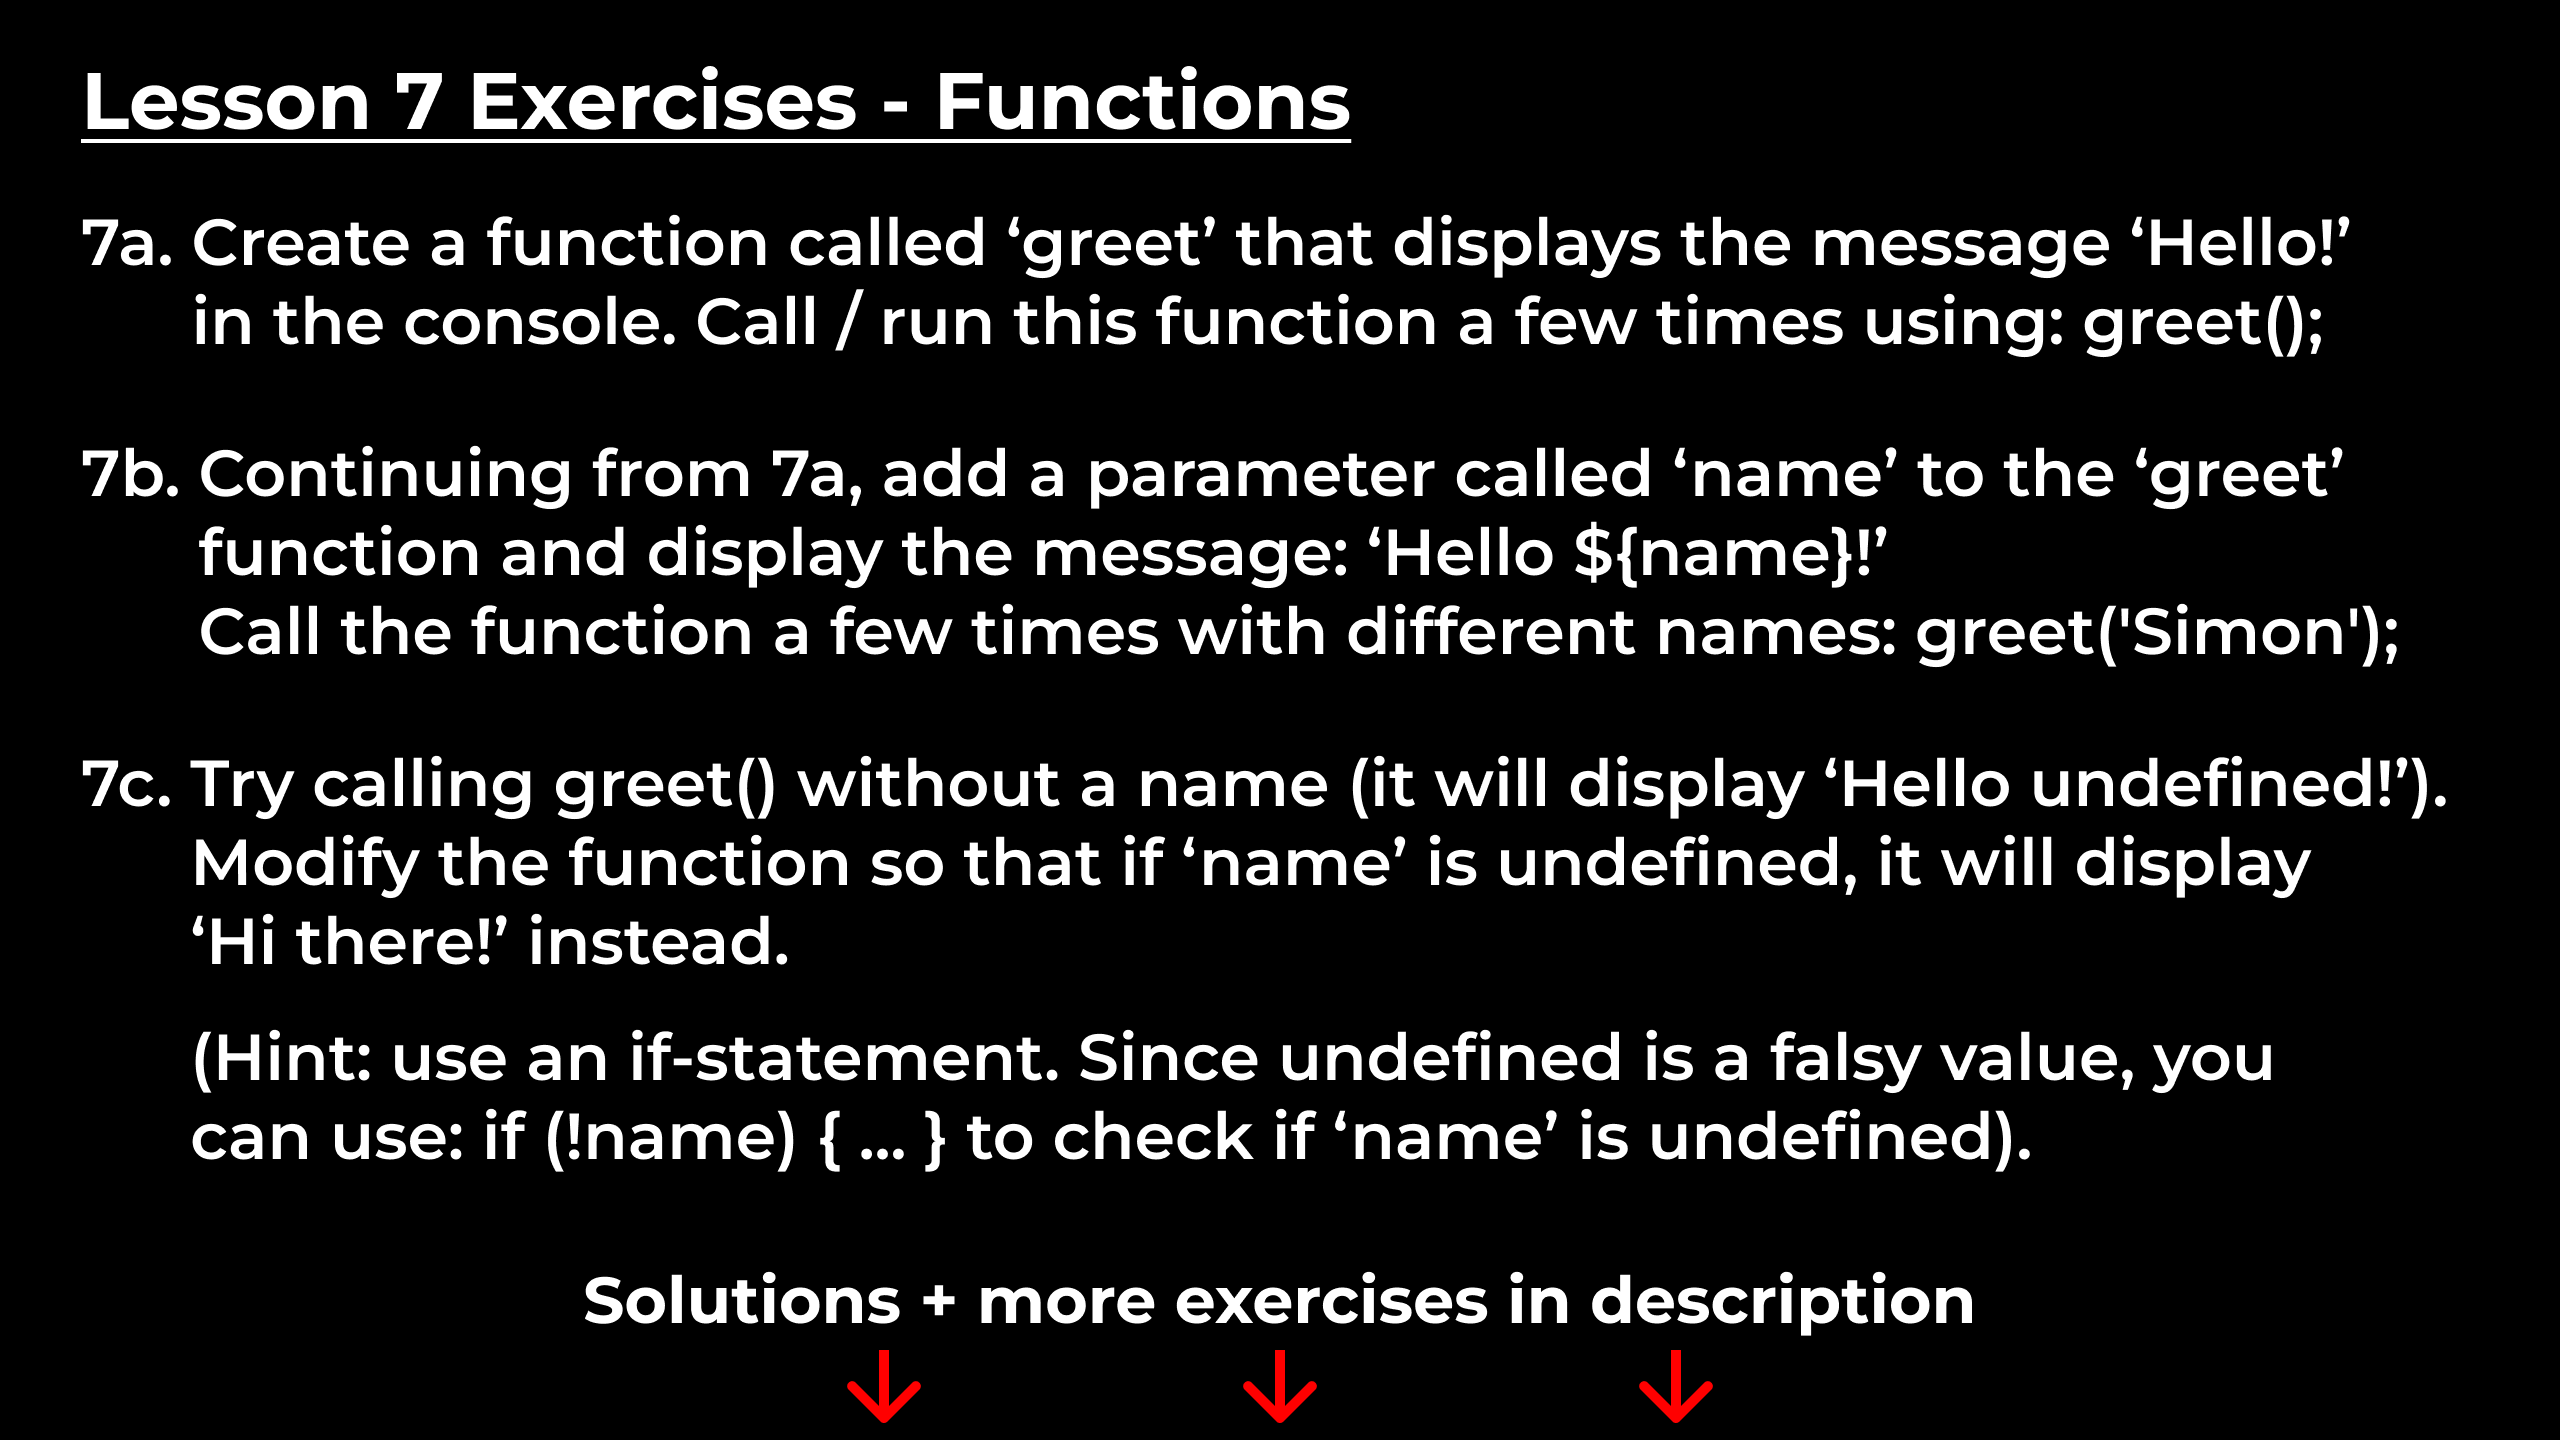 Lesson 7 Exercises - Functions
7a. Create a function called ‘greet’ that displays the message ‘Hello!’
in the console. Call / run this function a few times using: greet();
7b. Continuing from 7a, add a parameter called ‘name’ to the ‘greet’
function and display the message: ‘Hello ${name}!’
Call the function a few times with different names: greet('Simon');
7c. Try calling greet() without a name (it will display ‘Hello undefined!’).
Modify the function so that if ‘name’ is undefined, it will display
‘Hi there!’ instead.
(Hint: use an if-statement. Since undefined is a falsy value, you
can use: if (!name) { ... } to check if ‘name’ is undefined).
Solutions + more exercises in description